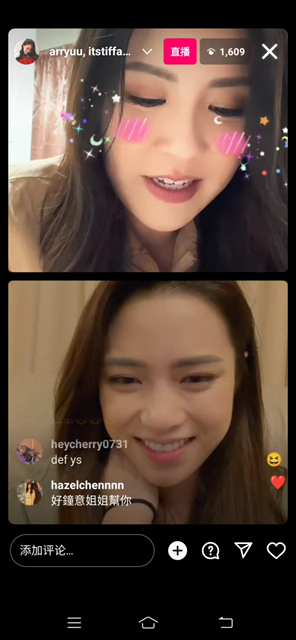 arryuu, itstiffa...
直播
1,609
heycherry0731
def ys
hazelchennnn
好鐘意姐姐幫你
添加评论...